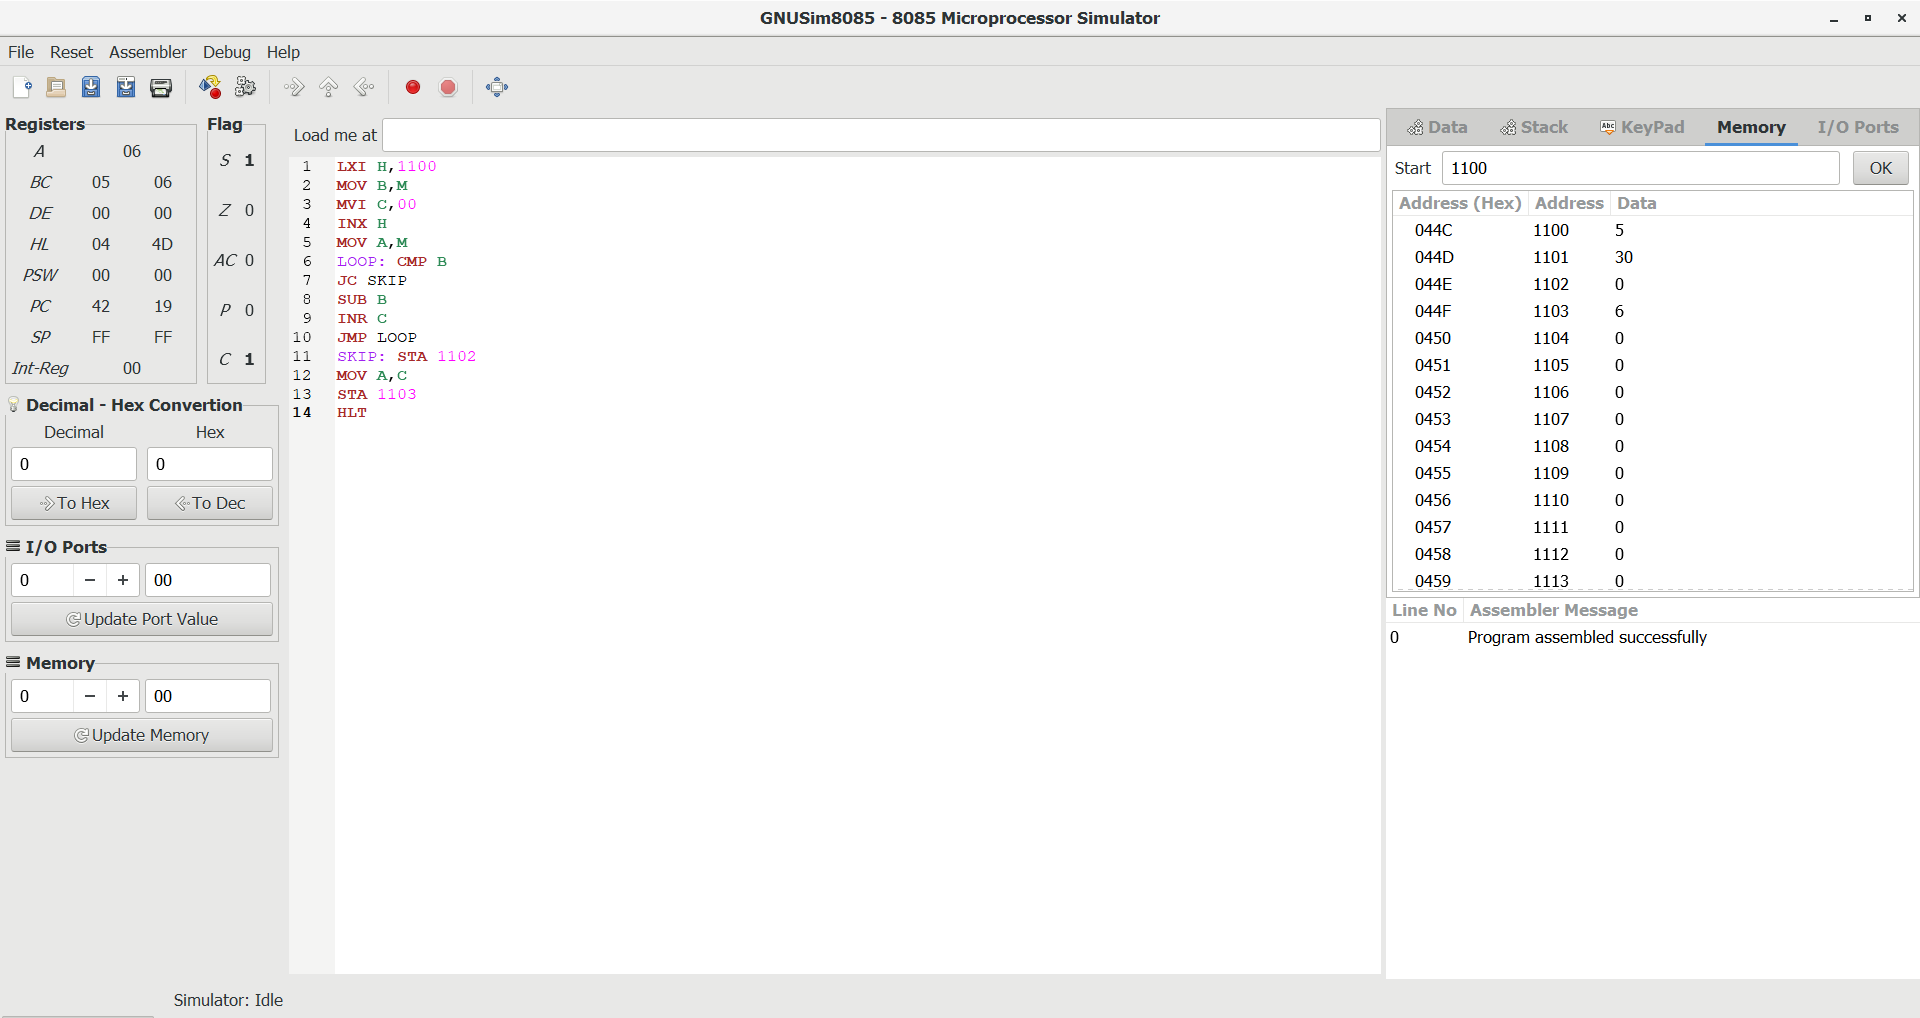 GNUSim8085 - 8085 Microprocessor Simulator
File Reset Assembler Debug Help
Registers
A 06
BC 05 06
DE 00 00
HL 04 4D
PSW 00 00
PC 42 19
SP FF FF
Int-Reg 00
Flag
S 1
Z 0
AC 0
P 0
C 1
Decimal - Hex Convertion
Decimal Hex
0 0
To Hex To Dec
I/O Ports
0 − + 00
Update Port Value
Memory
0 − + 00
Update Memory
Load me at
1 LXI H,1100
2 MOV B,M
3 MVI C,00
4 INX H
5 MOV A,M
6 LOOP: CMP B
7 JC SKIP
8 SUB B
9 INR C
10 JMP LOOP
11 SKIP: STA 1102
12 MOV A,C
13 STA 1103
14 HLT
Data Stack Abc KeyPad Memory I/O Ports
Start 1100 OK
Address (Hex) Address Data
044C 1100 5
044D 1101 30
044E 1102 0
044F 1103 6
0450 1104 0
0451 1105 0
0452 1106 0
0453 1107 0
0454 1108 0
0455 1109 0
0456 1110 0
0457 1111 0
0458 1112 0
0459 1113 0
Line No Assembler Message
0 Program assembled successfully
Simulator: Idle